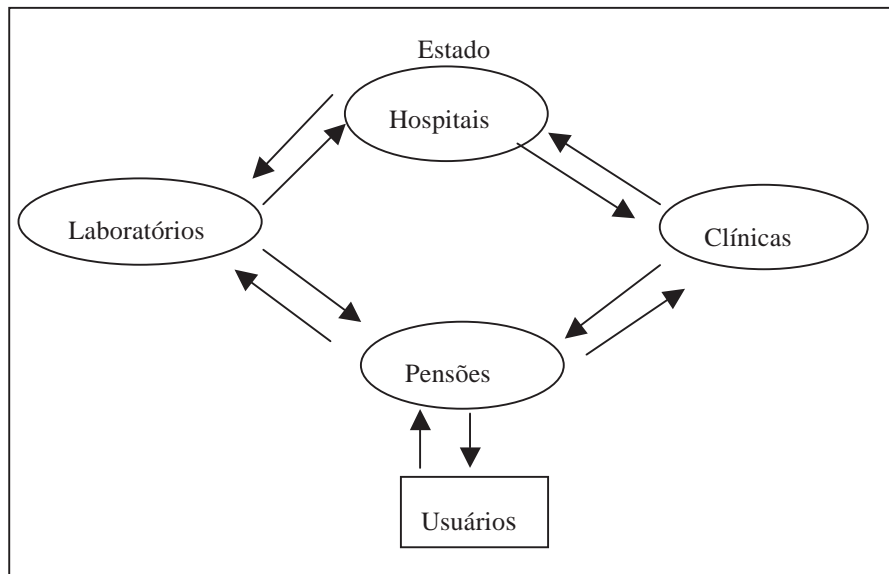 Estado
Hospitais
Laboratórios
Clínicas
Pensões
Usuários